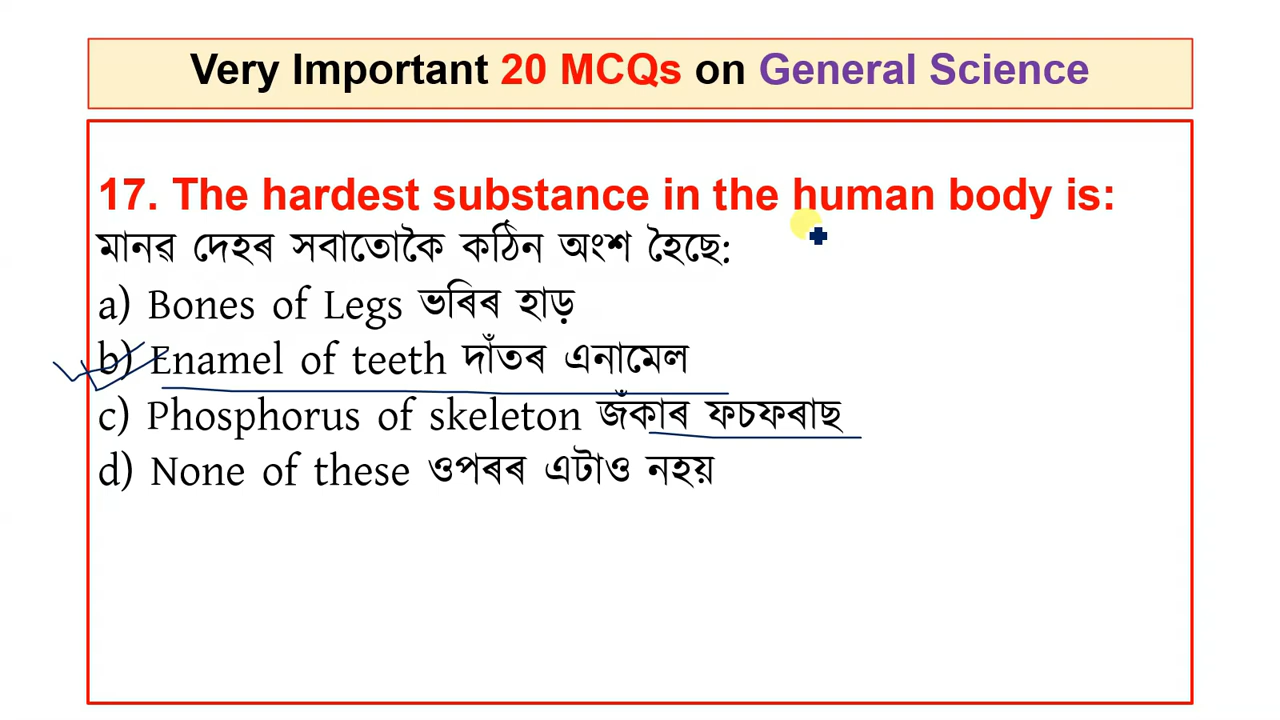 Very Important 20 MCQs on General Science
17. The hardest substance in the human body is:
মানৱ দেহৰ সবাতোকৈ কঠিন অংশ হৈছে:
a) Bones of Legs ভৰিৰ হাড়
b) Enamel of teeth দাঁতৰ এনামেল
c) Phosphorus of skeleton জঁকাৰ ফচফৰাছ
d) None of these ওপৰৰ এটাও নহয়